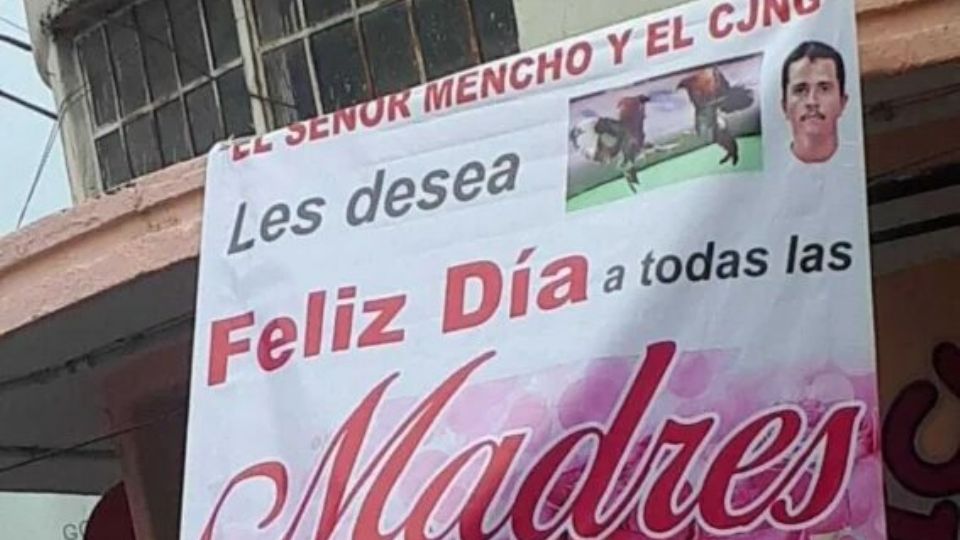 EL SEÑOR MENCHO Y EL CJNG
Les desea
Feliz Día a todas las
Madres